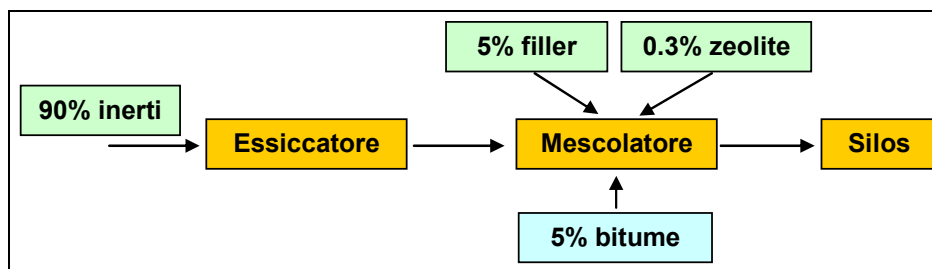 5% filler
0.3% zeolite
90% inerti
Essiccatore
Mescolatore
Silos
5% bitume